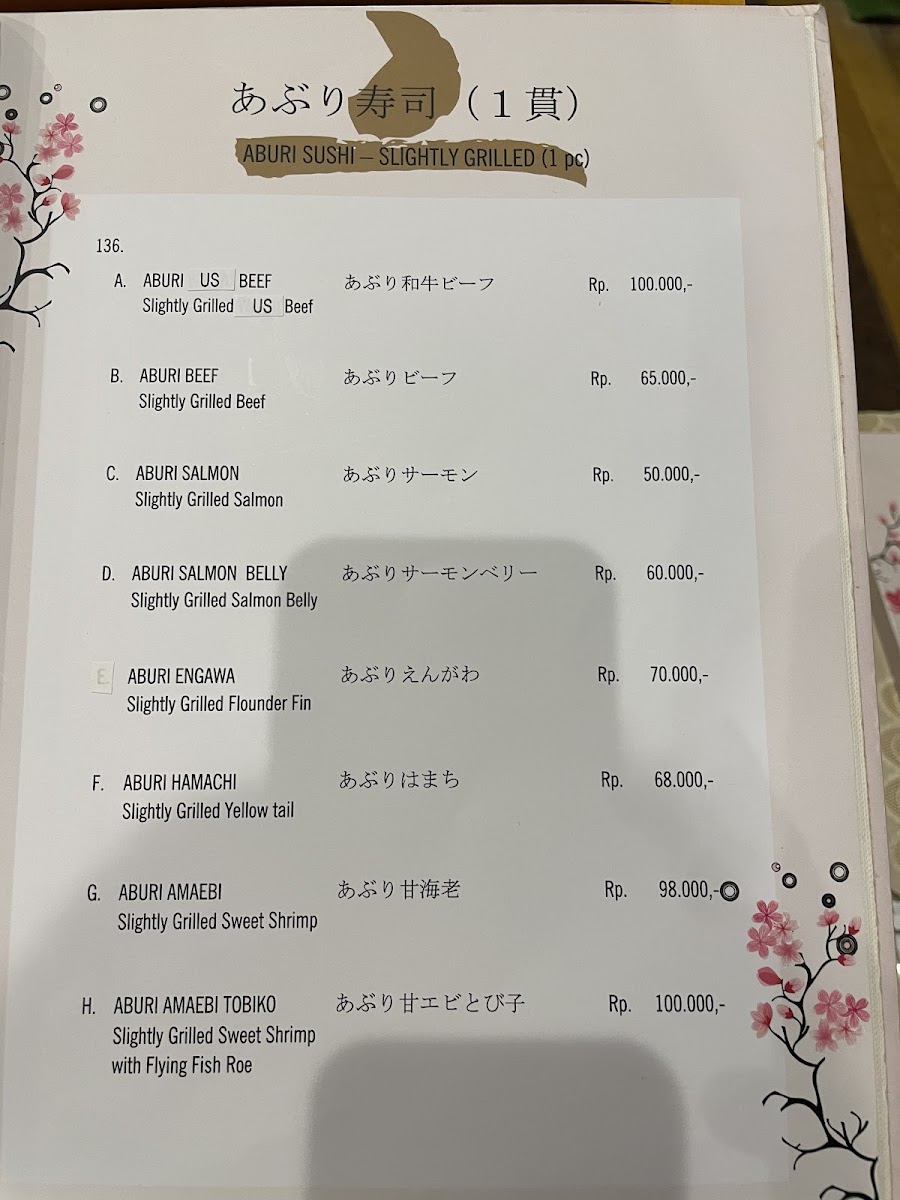 あぶり寿司（１貫）
ABURI SUSHI – SLIGHTLY GRILLED (1 pc)
136.
A. ABURI US BEEF あぶり和牛ビーフ Rp. 100.000,-
Slightly Grilled US Beef
B. ABURI BEEF あぶりビーフ Rp. 65.000,-
Slightly Grilled Beef
C. ABURI SALMON あぶりサーモン Rp. 50.000,-
Slightly Grilled Salmon
D. ABURI SALMON BELLY あぶりサーモンベリー Rp. 60.000,-
Slightly Grilled Salmon Belly
E ABURI ENGAWA あぶりえんがわ Rp. 70.000,-
Slightly Grilled Flounder Fin
F. ABURI HAMACHI あぶりはまち Rp. 68.000,-
Slightly Grilled Yellow tail
G. ABURI AMAEBI あぶり甘海老 Rp. 98.000,-
Slightly Grilled Sweet Shrimp
H. ABURI AMAEBI TOBIKO あぶり甘エビとび子 Rp. 100.000,-
Slightly Grilled Sweet Shrimp
with Flying Fish Roe